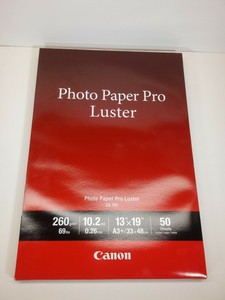 Photo Paper Pro
Luster
Photo Paper Pro Luster
260 10.2 13"x19" 50
69 lbs 0.26 A3+/33x48
Canon